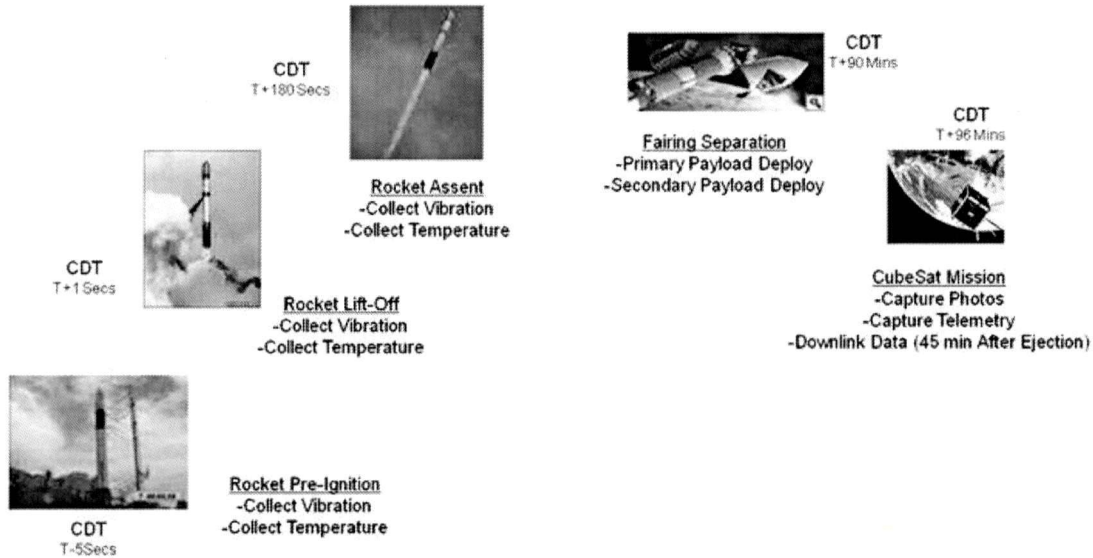 CDT
T+180 Secs
Rocket Assent
-Collect Vibration
-Collect Temperature
CDT
T+90 Mins
Fairing Separation
-Primary Payload Deploy
-Secondary Payload Deploy
CDT
T+96 Mins
CubeSat Mission
-Capture Photos
-Capture Telemetry
-Downlink Data (45 min After Ejection)
CDT
T+1 Secs
Rocket Lift-Off
-Collect Vibration
-Collect Temperature
Rocket Pre-Ignition
-Collect Vibration
-Collect Temperature
CDT
T-5Secs